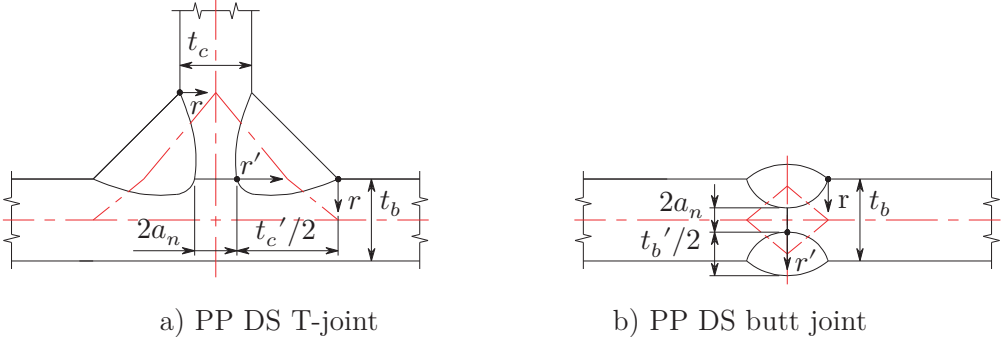 t_c
r
r'
r t_b
2a_n t_c'/2
a) PP DS T-joint
2a_n r t_b
t_b'/2
r'
b) PP DS butt joint